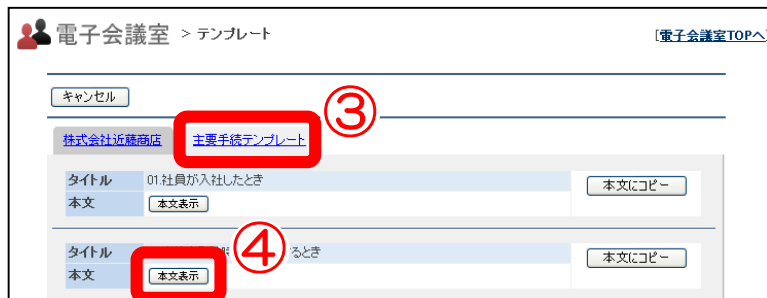 電子会議室 > テンプレート
[電子会議室TOPへ]
キャンセル
③
株式会社近藤商店 主要手続テンプレート
タイトル 01.社員が入社したとき
本文にコピー
本文 本文表示
タイトル ④ るとき
本文にコピー
本文 本文表示